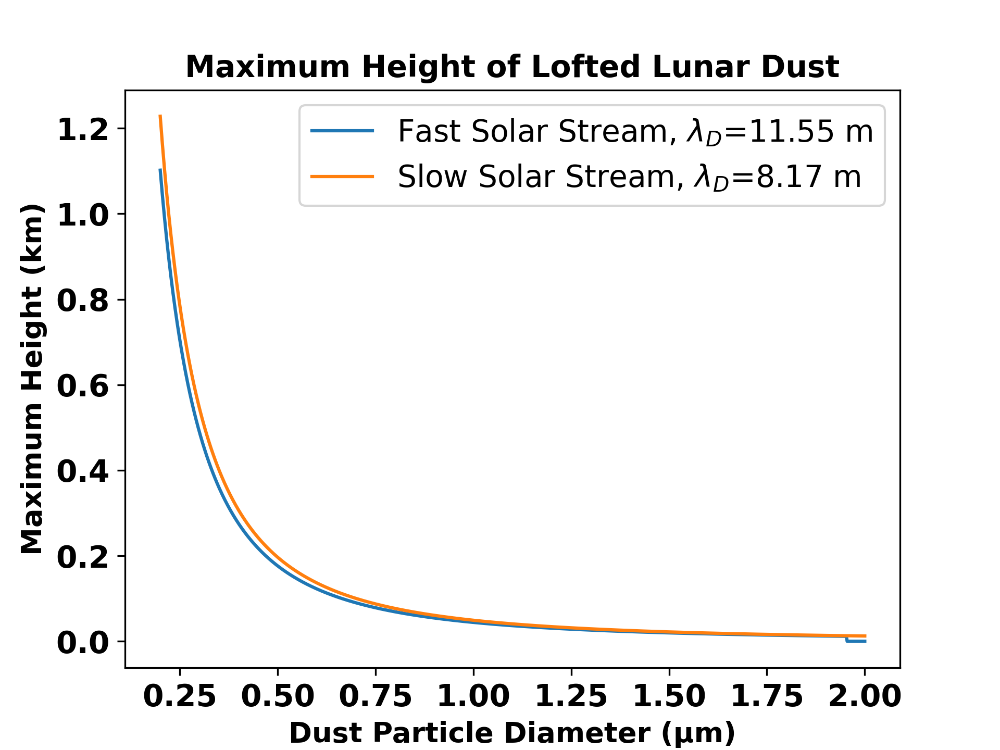 Maximum Height of Lofted Lunar Dust
Fast Solar Stream, λD=11.55 m
Slow Solar Stream, λD=8.17 m
Maximum Height (km)
1.2
1.0
0.8
0.6
0.4
0.2
0.0
0.25 0.50 0.75 1.00 1.25 1.50 1.75 2.00
Dust Particle Diameter (μm)